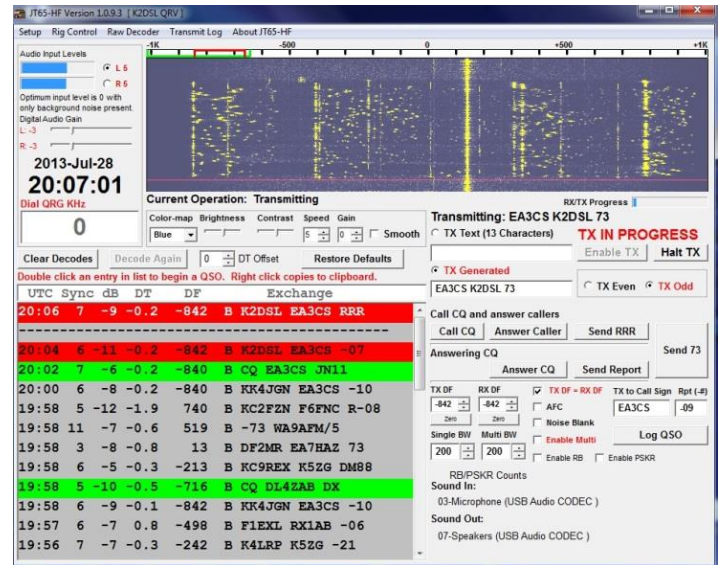 JT65-HF Version 1.0.9.3 [ K2DSL QRV ]
Setup Rig Control Raw Decoder Transmit Log About JT65-HF
Audio Input Levels
L 5
R 5
Optimum input level is 0 with
only background noise present.
Digital Audio Gain
L: -3
R: -3
2013-Jul-28
20:07:01
Dial QRG KHz
0
-1K -500 0 +500 +1K
Current Operation: Transmitting
RX/TX Progress
Color-map Brightness Contrast Speed Gain
Blue 5 0 Smooth
Clear Decodes Decode Again 0 DT Offset Restore Defaults
Double click an entry in list to begin a QSO. Right click copies to clipboard.
UTC Sync dB DT DF Exchange
20:06 7 -9 -0.2 -842 B K2DSL EA3CS RRR
20:04 6 -11 -0.2 -842 B K2DSL EA3CS -07
20:02 7 -6 -0.2 -840 B CQ EA3CS JN11
20:00 6 -8 -0.2 -840 B KK4JGN EA3CS -10
19:58 5 -12 -1.9 740 B KC2FZN F6FNC R-08
19:58 11 -7 -0.6 519 B -73 WA9AFM/5
19:58 3 -8 -0.8 13 B DF2MR EA7HAZ 73
19:58 6 -5 -0.3 -213 B KC9REX K5ZG DM88
19:58 5 -10 -0.5 -716 B CQ DL4ZAB DX
19:58 6 -9 -0.1 -842 B KK4JGN EA3CS -10
19:57 6 -7 0.8 -498 B F1EXL RX1AB -06
19:56 7 -7 -0.3 -242 B K4LRP K5ZG -21
Transmitting: EA3CS K2DSL 73
TX Text (13 Characters) TX IN PROGRESS
Enable TX Halt TX
TX Generated
EA3CS K2DSL 73 TX Even TX Odd
Call CQ and answer callers
Call CQ Answer Caller Send RRR
Answering CQ Send 73
Answer CQ Send Report
TX DF RX DF TX DF = RX DF TX to Call Sign Rpt (-#)
-842 -842 AFC EA3CS -09
Zero Zero Noise Blank
Single BW Multi BW Enable Multi Log QSO
200 200 Enable RB Enable PSKR
RB/PSKR Counts
Sound In:
03-Microphone (USB Audio CODEC )
Sound Out:
07-Speakers (USB Audio CODEC )